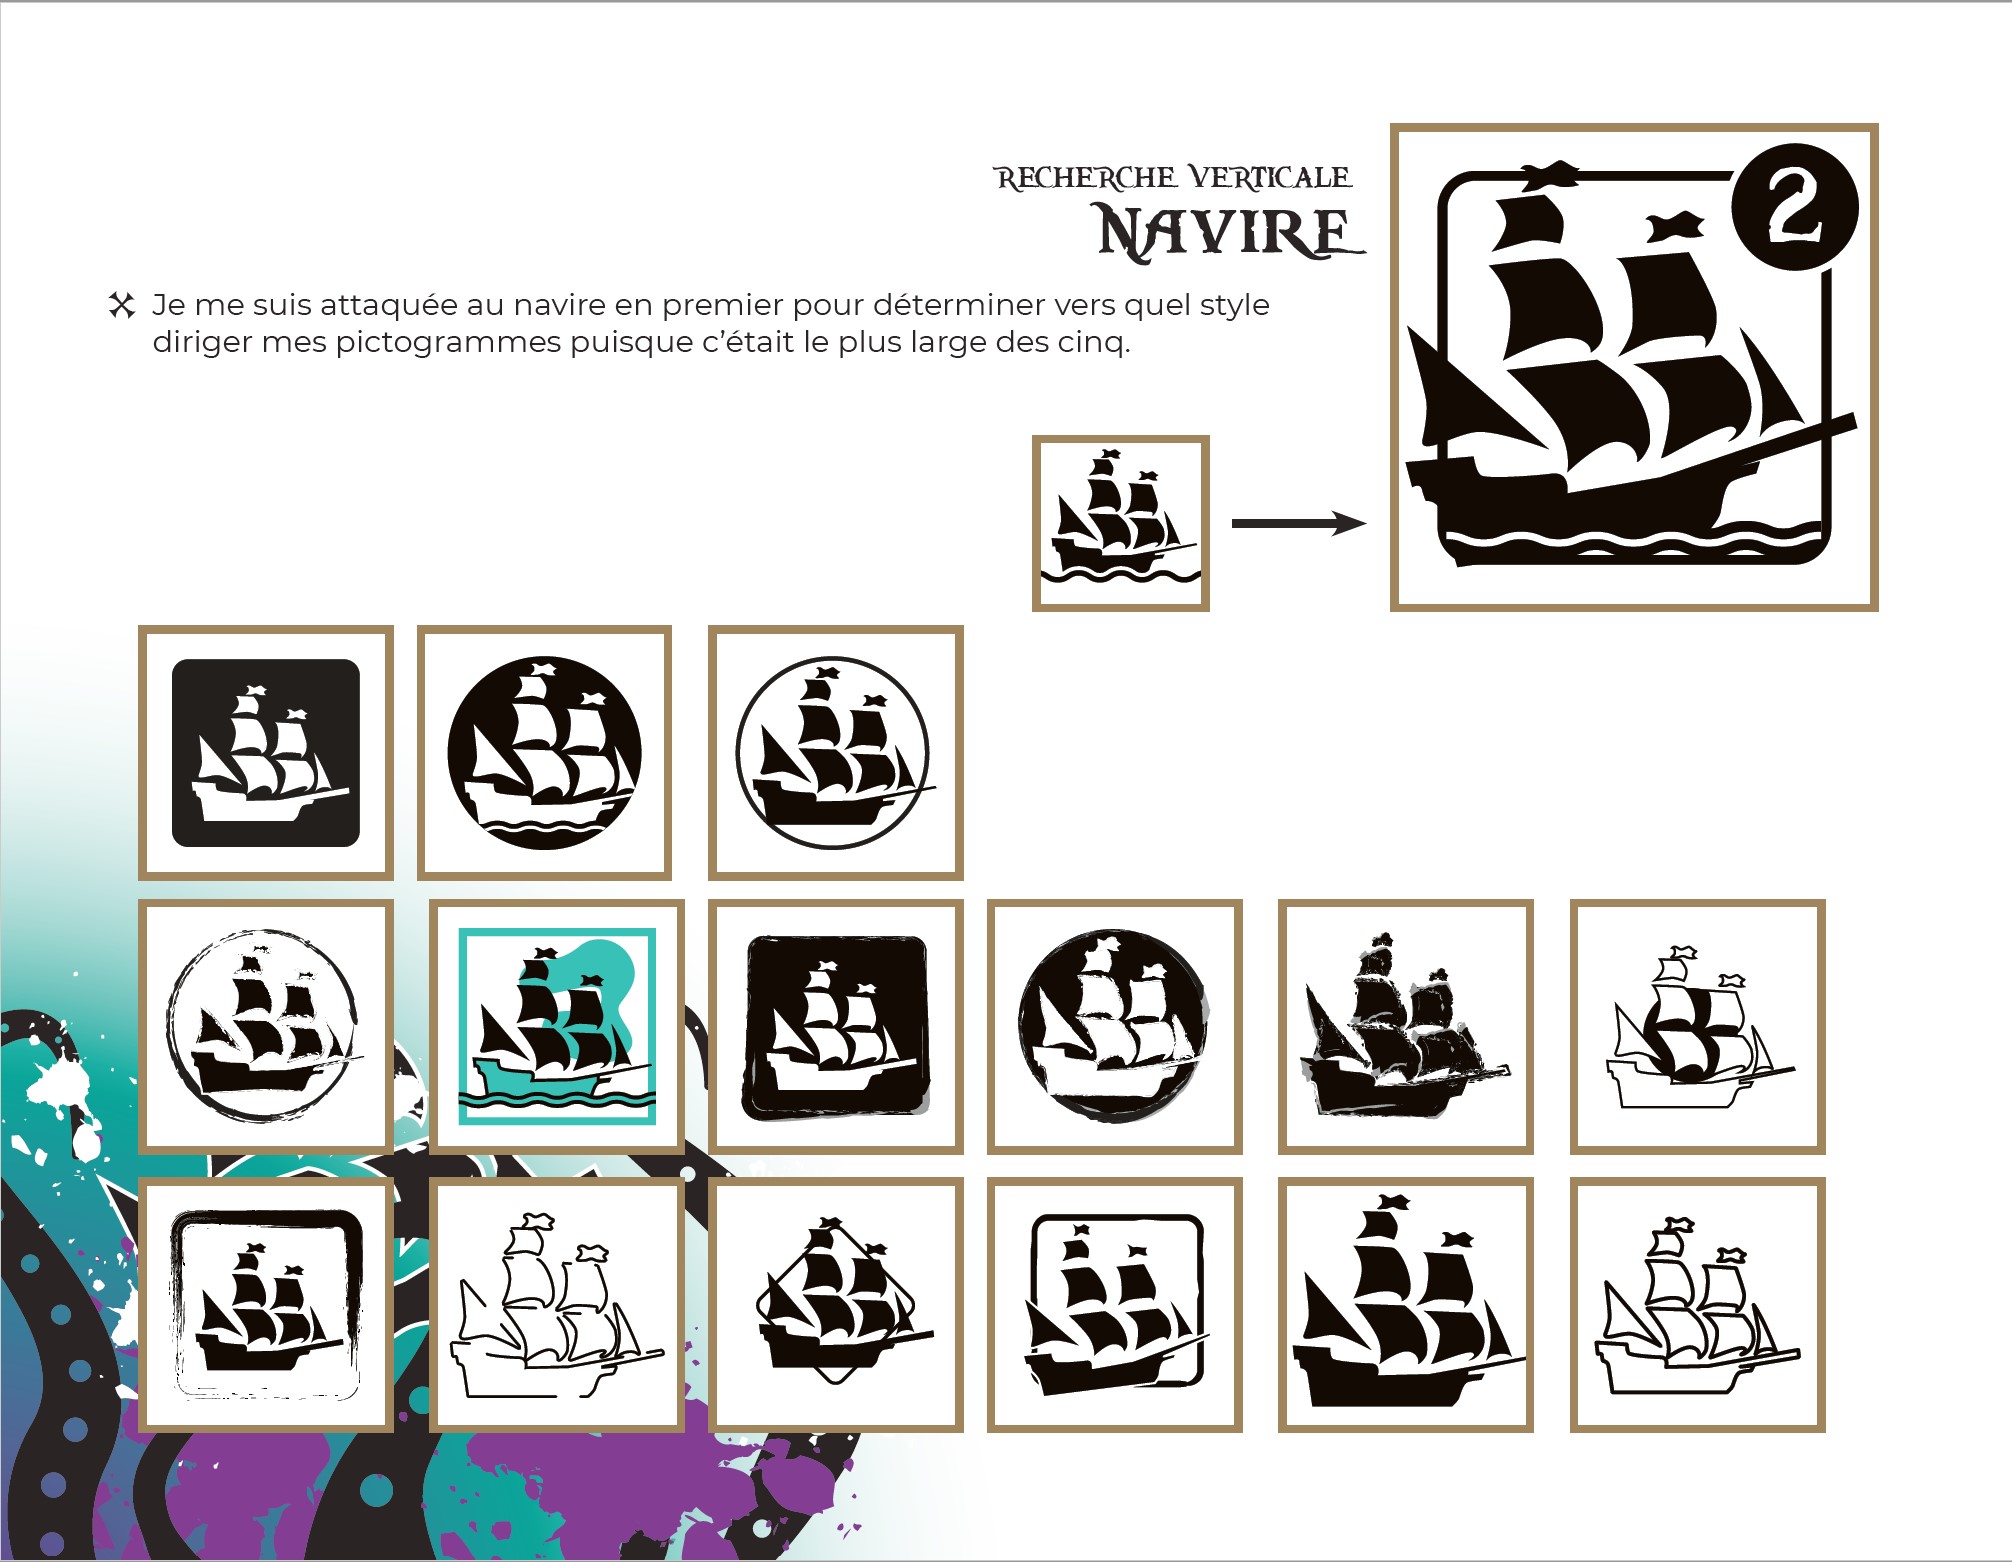 RECHERCHE VERTICALE
NAVIRE
2
Je me suis attaquée au navire en premier pour déterminer vers quel style
diriger mes pictogrammes puisque c’était le plus large des cinq.